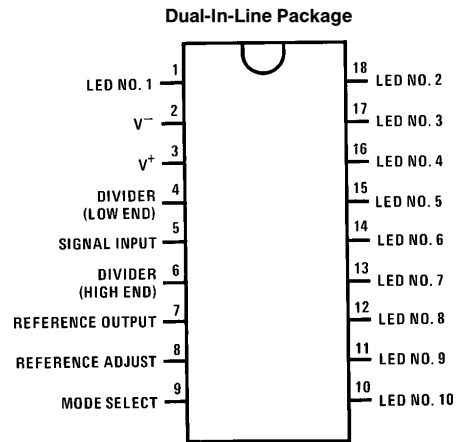 Dual-In-Line Package
LED NO. 1 1
V⁻ 2
V⁺ 3
DIVIDER 4
(LOW END)
SIGNAL INPUT 5
DIVIDER 6
(HIGH END)
REFERENCE OUTPUT 7
REFERENCE ADJUST 8
MODE SELECT 9
18 LED NO. 2
17 LED NO. 3
16 LED NO. 4
15 LED NO. 5
14 LED NO. 6
13 LED NO. 7
12 LED NO. 8
11 LED NO. 9
10 LED NO. 10